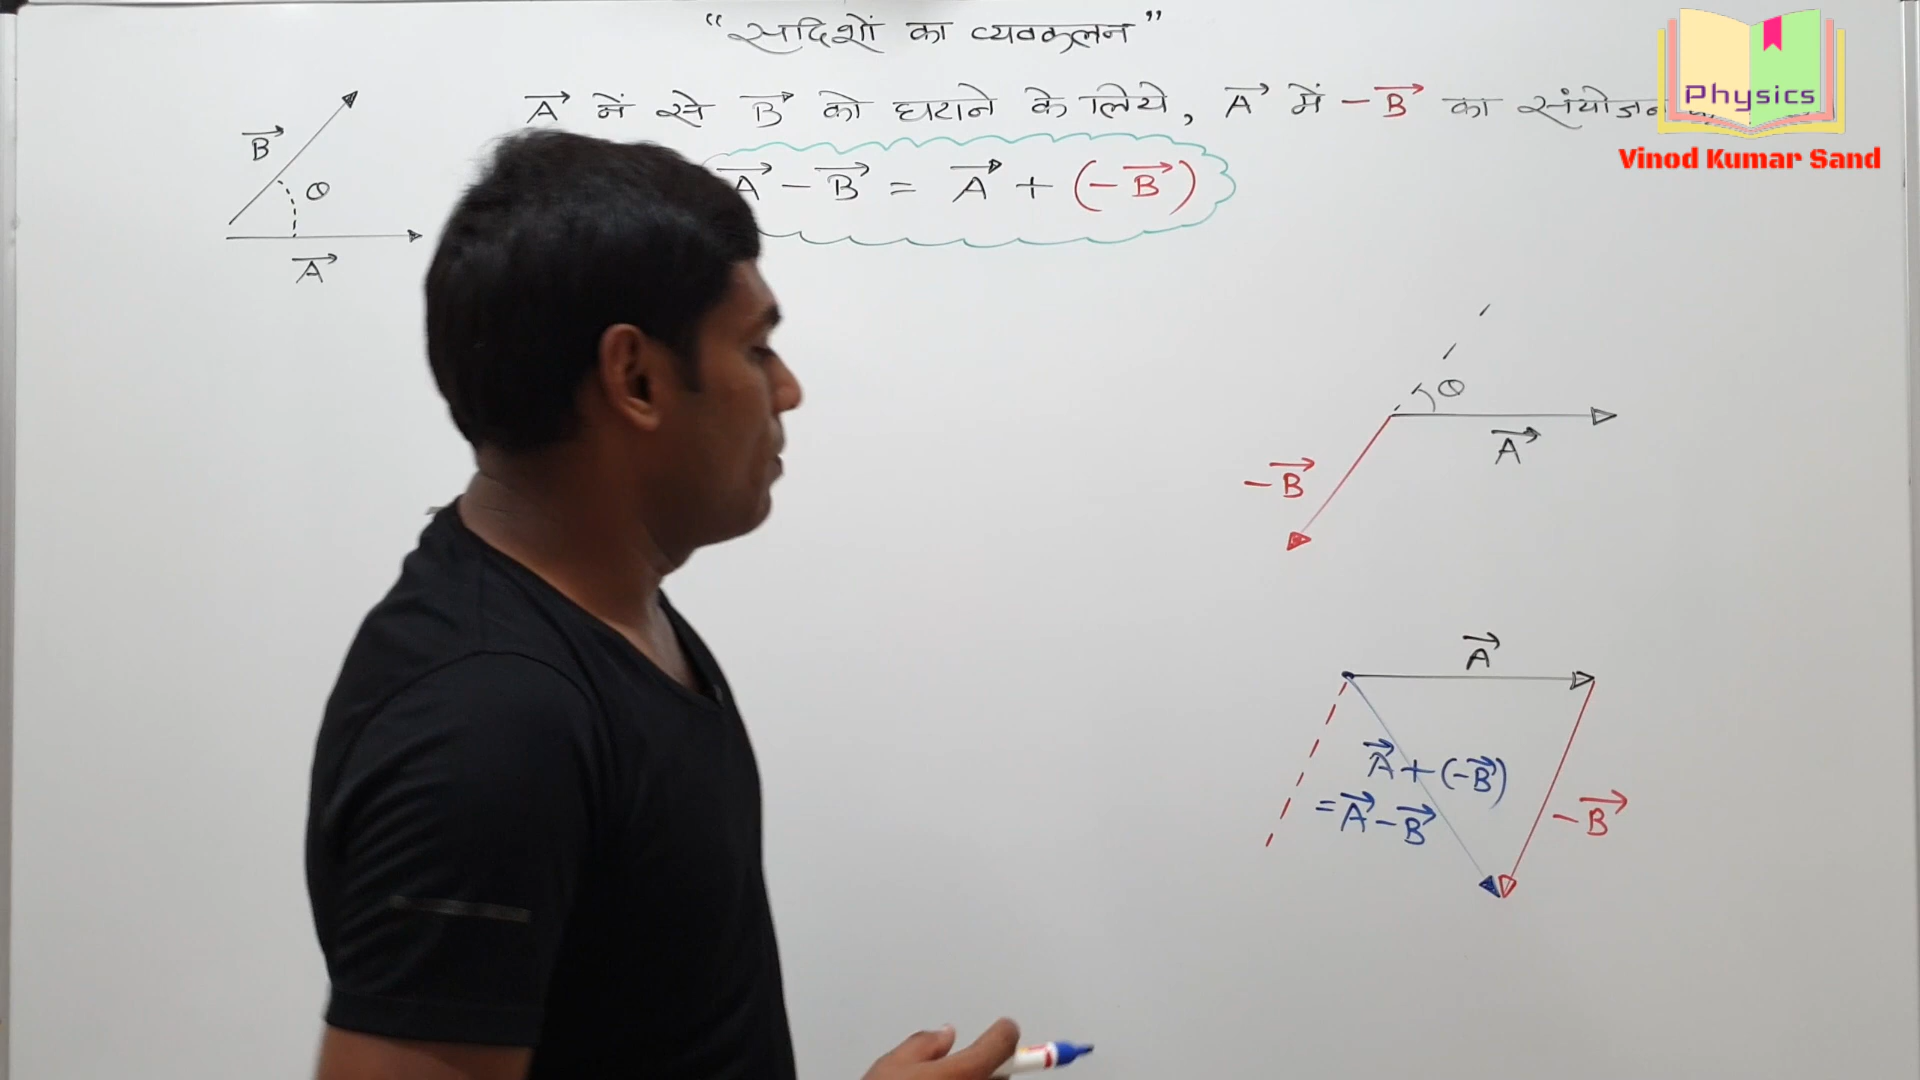 "सदिशों का व्यवकलन"
A→ में से B→ को घटाने के लिये, A→ में -B→ का संयोजन
A→ - B→ = A→ + (-B→)
B→
θ
A→
θ
A→
-B→
A→
A→+(-B→)
=A→-B→
-B→
Physics
Vinod Kumar Sand